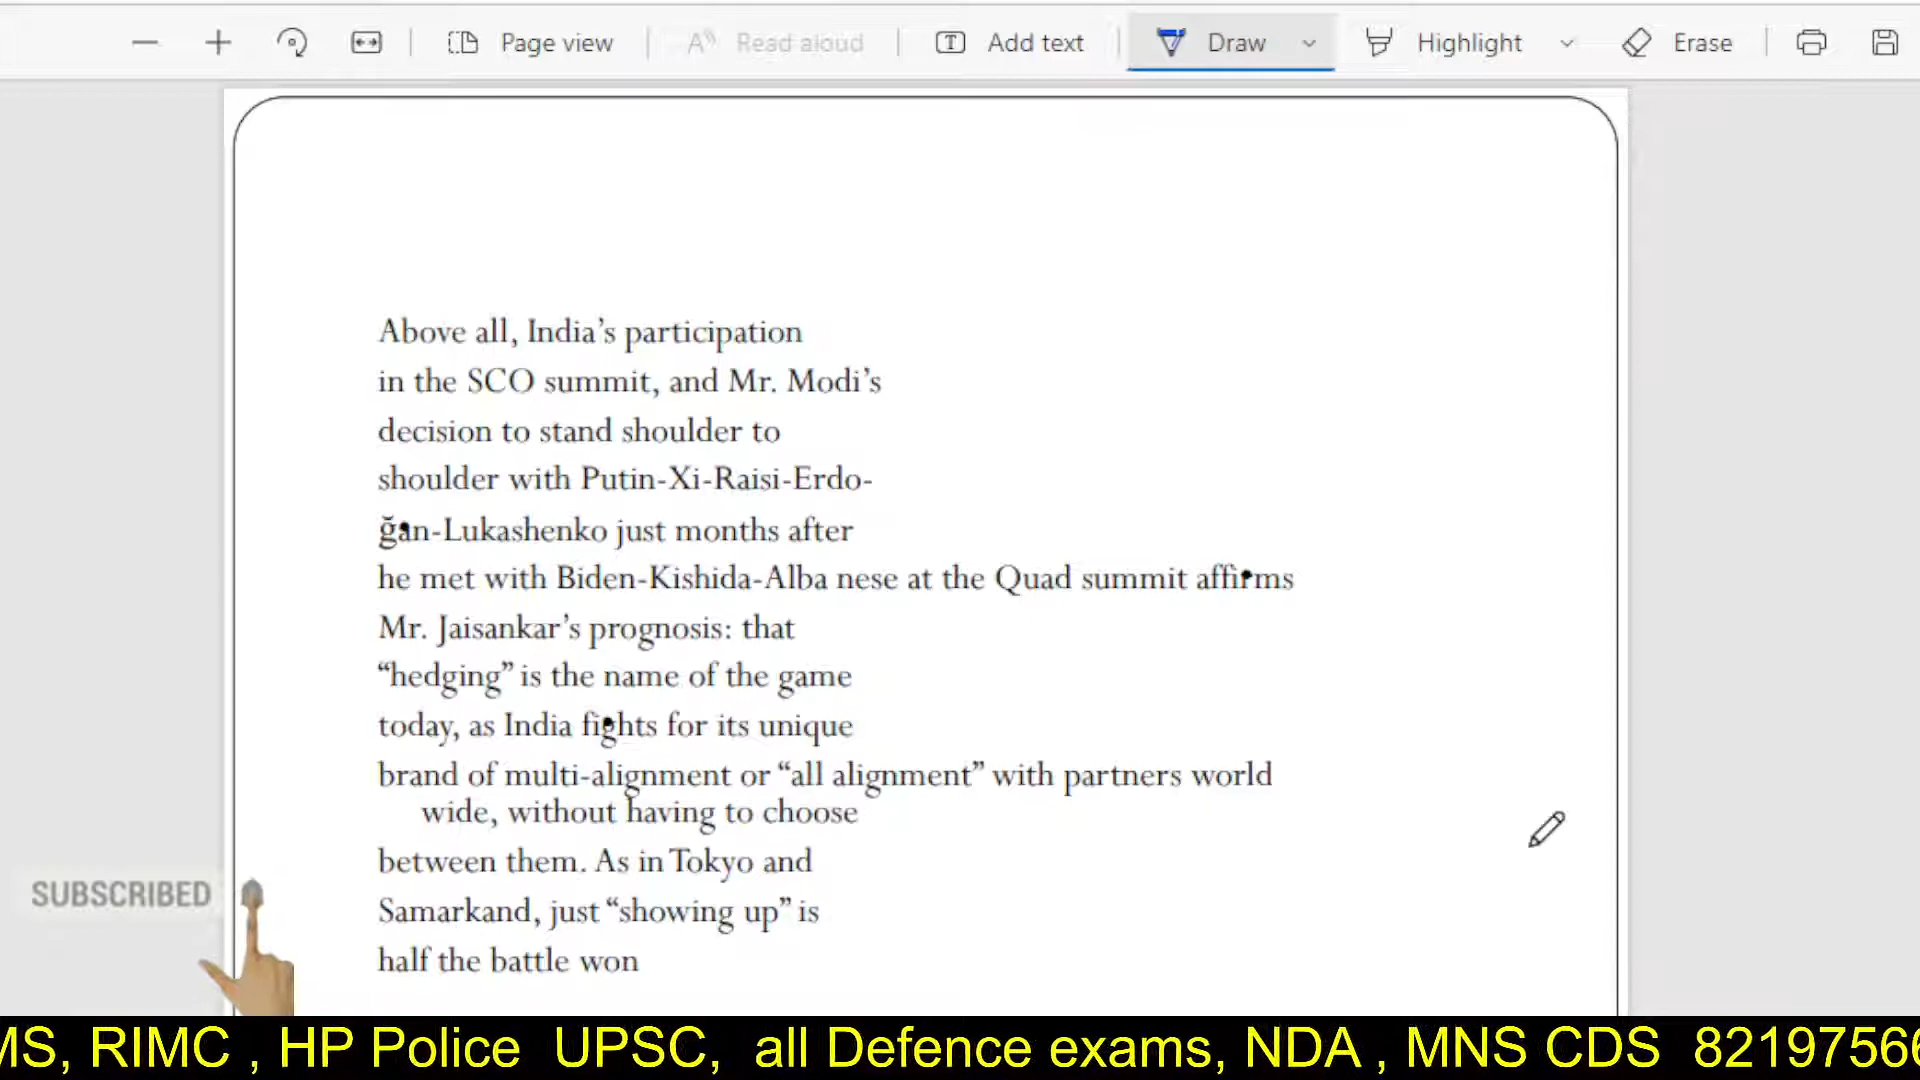 Page view
Read aloud
Add text
Draw
Highlight
Erase
Above all, India’s participation
in the SCO summit, and Mr. Modi’s
decision to stand shoulder to
shoulder with Putin-Xi-Raisi-Erdo-
ğan-Lukashenko just months after
he met with Biden-Kishida-Alba nese at the Quad summit affirms
Mr. Jaisankar’s prognosis: that
“hedging” is the name of the game
today, as India fights for its unique
brand of multi-alignment or “all alignment” with partners world
wide, without having to choose
between them. As in Tokyo and
Samarkand, just “showing up” is
half the battle won
SUBSCRIBED
MS, RIMC , HP Police UPSC, all Defence exams, NDA , MNS CDS 8219756